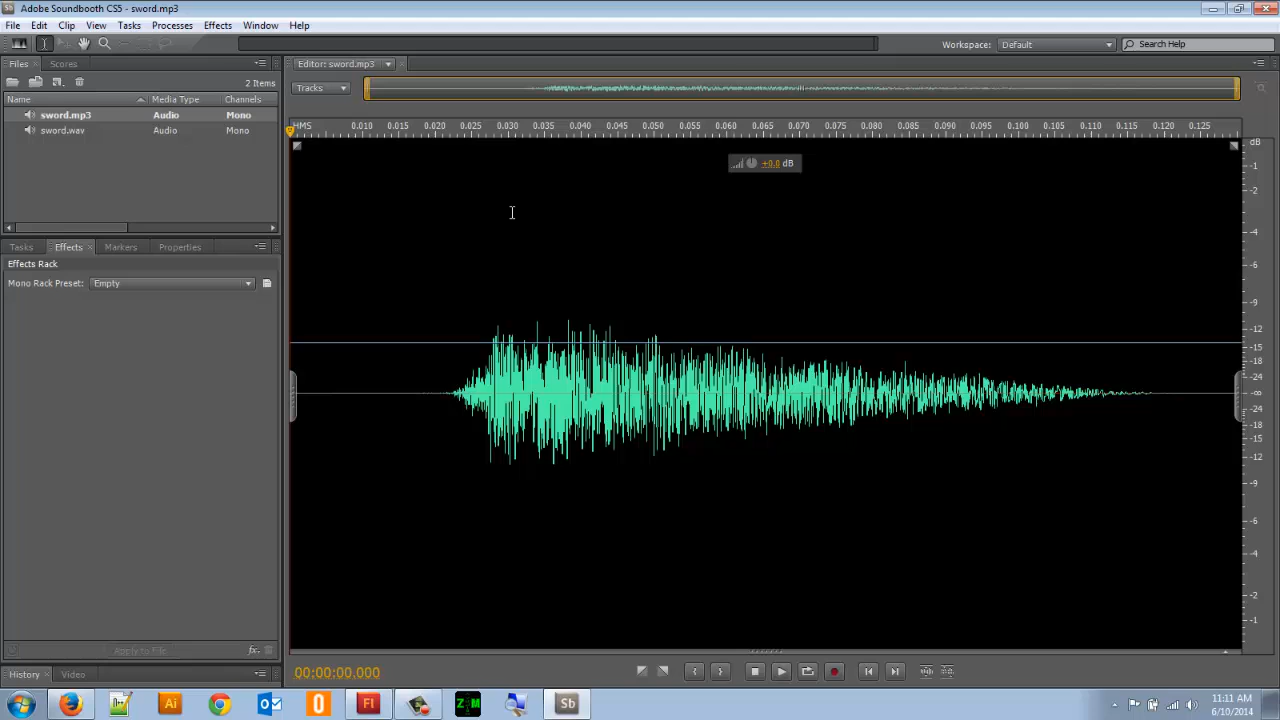 Sb Adobe Soundbooth CS5 - sword.mp3
File Edit Clip View Tasks Processes Effects Window Help
Workspace: Default Search Help
Files × Scores Editor: sword.mp3
2 Items Tracks
Name Media Type Channels
sword.mp3 Audio Mono
sword.wav Audio Mono
HMS 0.010 0.015 0.020 0.025 0.030 0.035 0.040 0.045 0.050 0.055 0.060 0.065 0.070 0.075 0.080 0.085 0.090 0.095 0.100 0.105 0.110 0.115 0.120 0.125
dB
+0.0 dB
-1
-2
-4
-6
-9
-12
-15
-18
-24
-∞
-24
-18
-15
-12
-9
-6
-4
-2
-1
Tasks Effects × Markers Properties
Effects Rack
Mono Rack Preset: Empty
Apply to File fx
History × Video
00:00:00.000
Ai O Fl Z M Sb
11:11 AM
6/10/2014